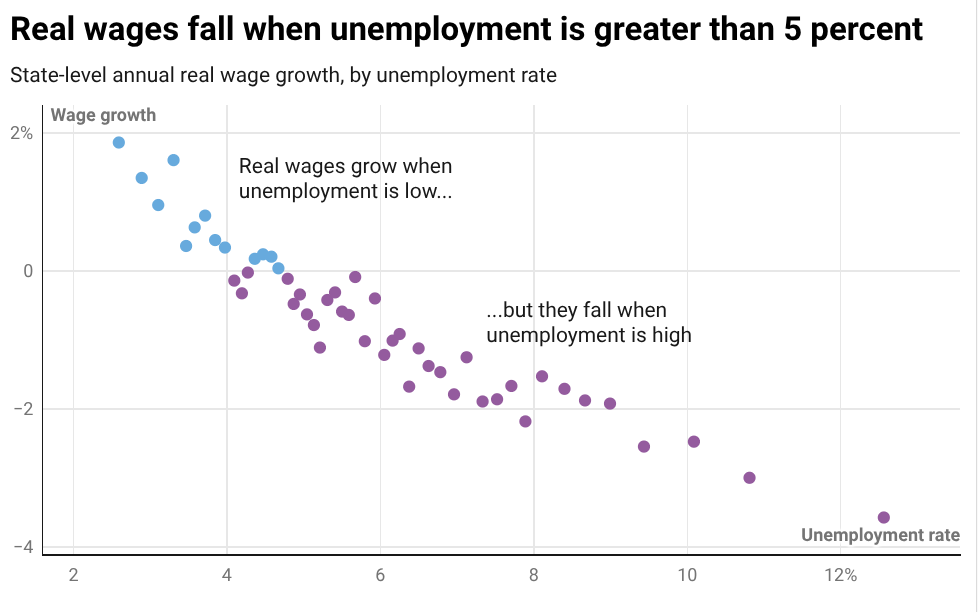 Real wages fall when unemployment is greater than 5 percent
State-level annual real wage growth, by unemployment rate
Wage growth
2%
Real wages grow when
unemployment is low...
0
...but they fall when
unemployment is high
−2
Unemployment rate
−4
2 4 6 8 10 12%